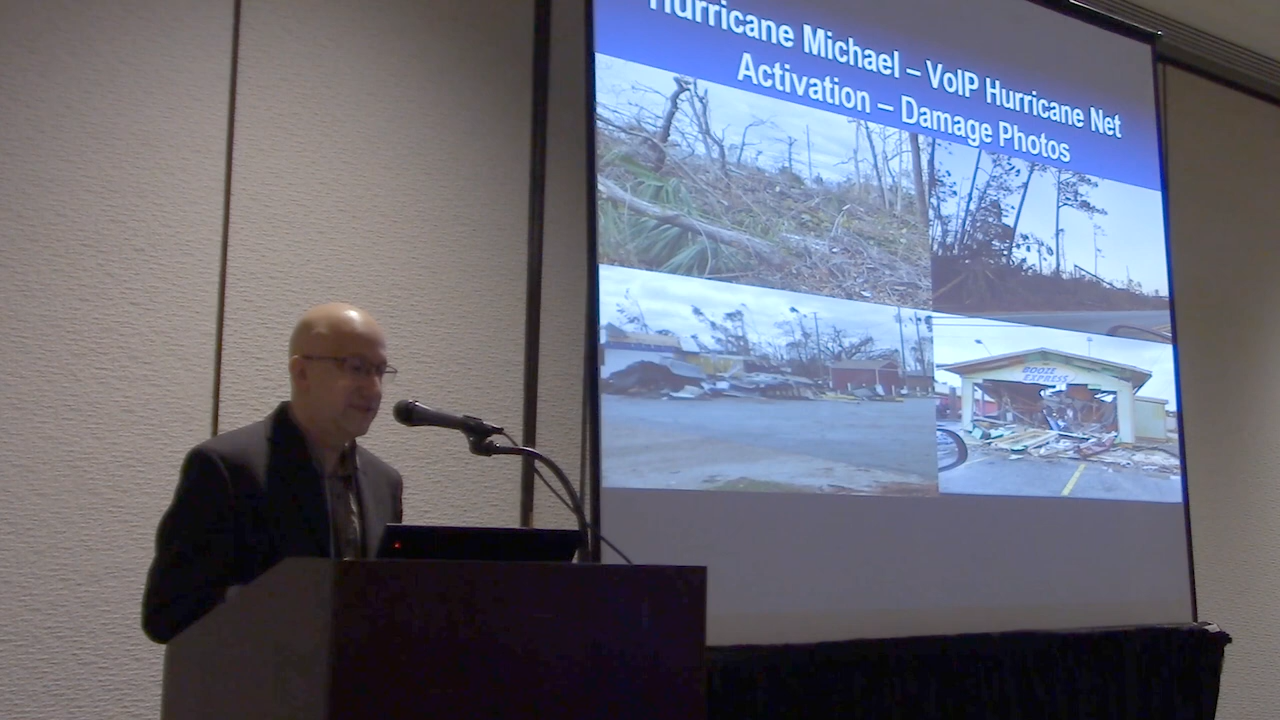 Hurricane Michael – VoIP Hurricane Net
Activation – Damage Photos
BOOZE
EXPRESS